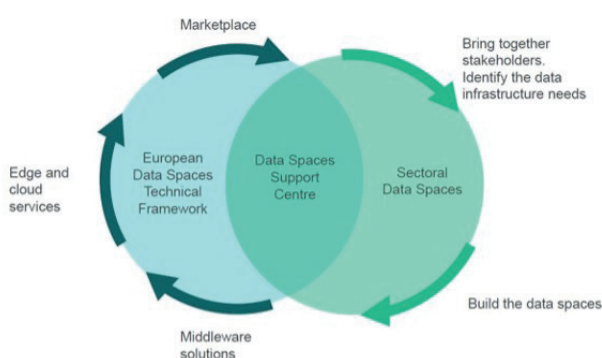 Marketplace
Bring together
stakeholders.
Identify the data
infrastructure needs
Edge and
cloud
services
European
Data Spaces
Technical
Framework
Data Spaces
Support
Centre
Sectoral
Data Spaces
Build the data spaces
Middleware
solutions